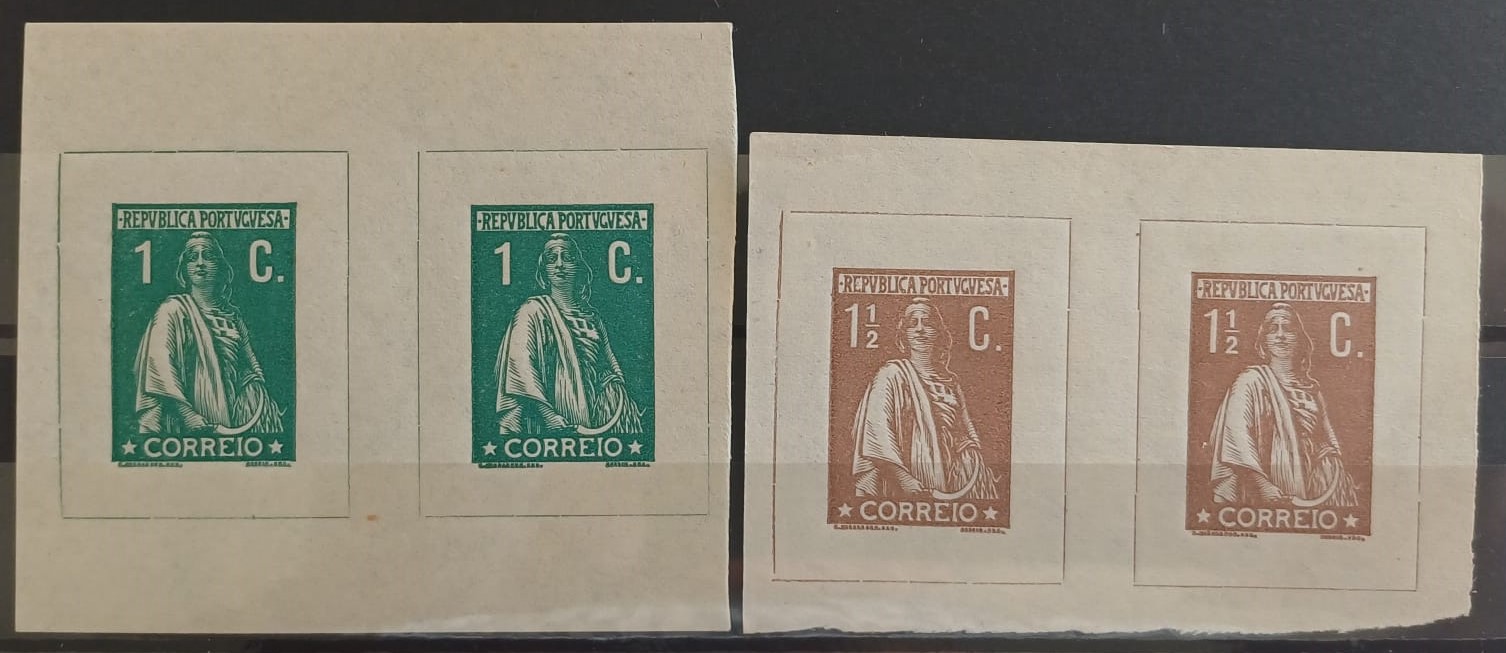 ·REPVBLICA PORTVGVESA·
1 C.
★ CORREIO ★
·REPVBLICA PORTVGVESA·
1 C.
★ CORREIO ★
·REPVBLICA PORTVGVESA·
1 1/2 C.
★ CORREIO ★
·REPVBLICA PORTVGVESA·
1 1/2 C.
★ CORREIO ★